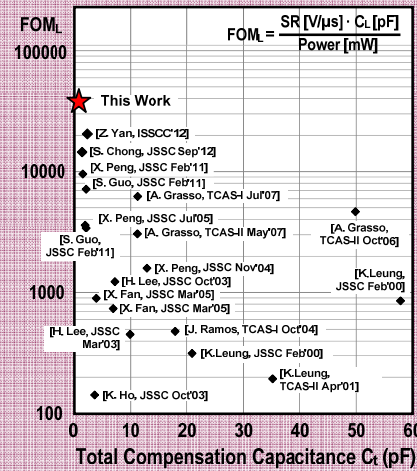 FOML
FOML = SR [V/µs] · CL [pF]
Power [mW]
100000
This Work
[Z. Yan, ISSCC'12]
[S. Chong, JSSC Sep'12]
10000
[X. Peng, JSSC Feb'11]
[S. Guo, JSSC Feb'11]
[A. Grasso, TCAS-I Jul'07]
[X. Peng, JSSC Jul'05]
[A. Grasso, TCAS-II May'07]
[A. Grasso,
TCAS-II Oct'06]
[S. Guo,
JSSC Feb'11]
[X. Peng, JSSC Nov'04]
[K.Leung,
JSSC Feb'00]
[H. Lee, JSSC Oct'03]
1000
[X. Fan, JSSC Mar'05]
[X. Fan, JSSC Mar'05]
[H. Lee, JSSC
Mar'03]
[J. Ramos, TCAS-I Oct'04]
[K.Leung, JSSC Feb'00]
[K.Leung,
TCAS-II Apr'01]
[K. Ho, JSSC Oct'03]
100
0 10 20 30 40 50 60
Total Compensation Capacitance Ct (pF)